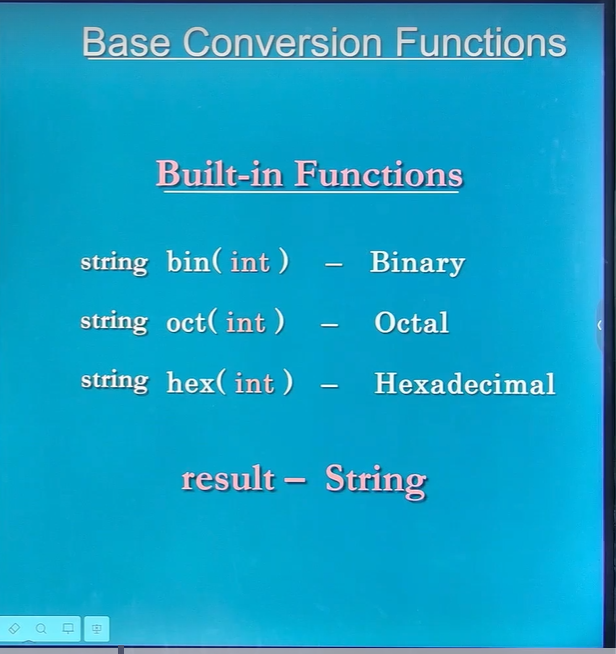 Base Conversion Functions
Built-in Functions
string bin( int ) – Binary
string oct( int ) – Octal
string hex( int ) – Hexadecimal
result – String